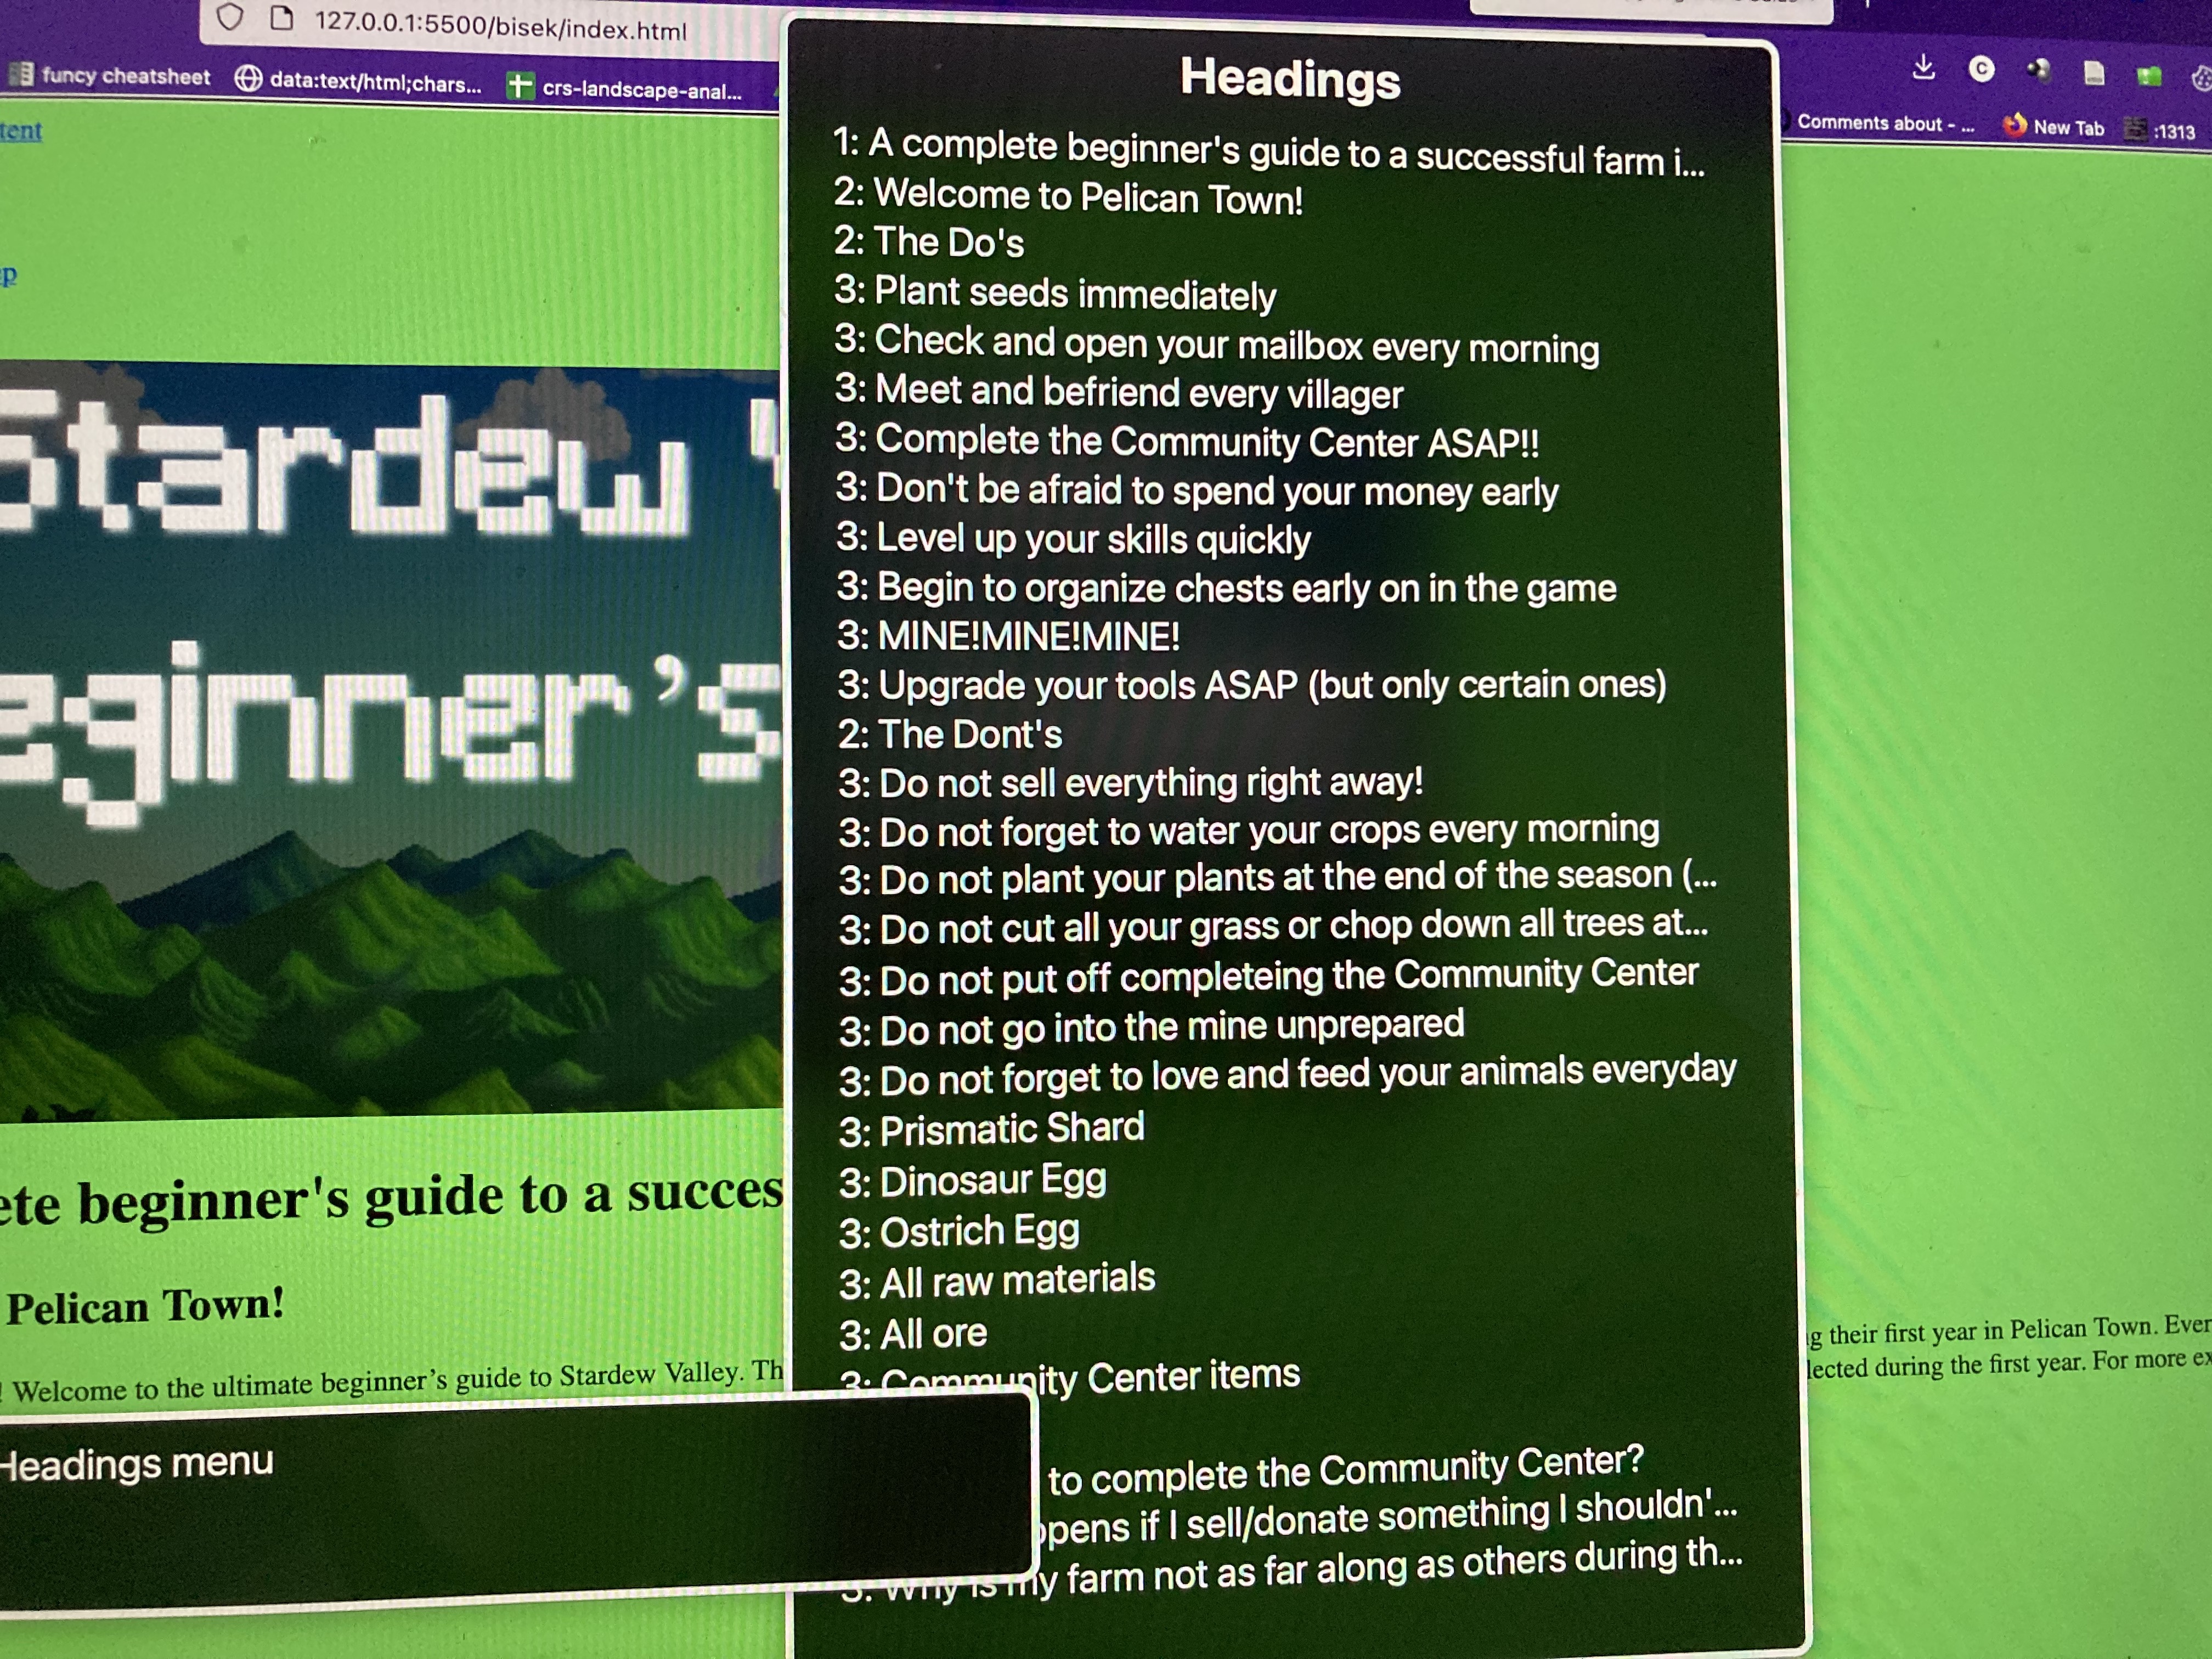 127.0.0.1:5500/bisek/index.html
funcy cheatsheet
data:text/html;chars...
crs-landscape-anal...
Comments about - ...
New Tab
:1313
tent
p
Stardew
eginner's
ete beginner's guide to a succes
Pelican Town!
! Welcome to the ultimate beginner's guide to Stardew Valley. Th
g their first year in Pelican Town. Ever
lected during the first year. For more ex
Headings
1: A complete beginner's guide to a successful farm i...
2: Welcome to Pelican Town!
2: The Do's
3: Plant seeds immediately
3: Check and open your mailbox every morning
3: Meet and befriend every villager
3: Complete the Community Center ASAP!!
3: Don't be afraid to spend your money early
3: Level up your skills quickly
3: Begin to organize chests early on in the game
3: MINE!MINE!MINE!
3: Upgrade your tools ASAP (but only certain ones)
2: The Dont's
3: Do not sell everything right away!
3: Do not forget to water your crops every morning
3: Do not plant your plants at the end of the season (...
3: Do not cut all your grass or chop down all trees at...
3: Do not put off completeing the Community Center
3: Do not go into the mine unprepared
3: Do not forget to love and feed your animals everyday
3: Prismatic Shard
3: Dinosaur Egg
3: Ostrich Egg
3: All raw materials
3: All ore
3: Community Center items
to complete the Community Center?
ppens if I sell/donate something I shouldn'...
3: Why is my farm not as far along as others during th...
Headings menu